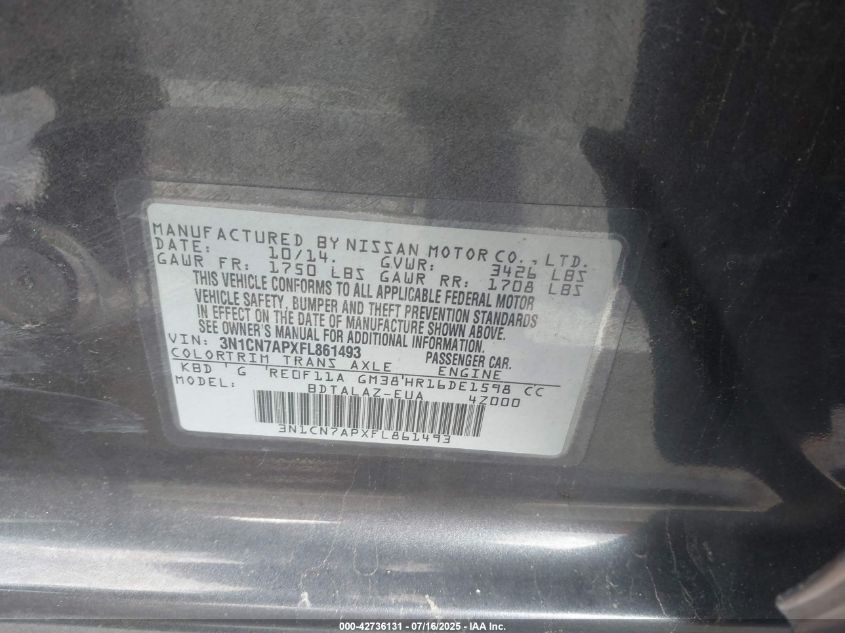 MANUFACTURED BY NISSAN MOTOR CO., LTD.
DATE: 10/14. GVWR: 3426 LBS
GAWR FR: 1750 LBS GAWR RR: 1708 LBS
THIS VEHICLE CONFORMS TO ALL APPLICABLE FEDERAL MOTOR
VEHICLE SAFETY, BUMPER AND THEFT PREVENTION STANDARDS
IN EFFECT ON THE DATE OF MANUFACTURE SHOWN ABOVE.
SEE OWNER'S MANUAL FOR ADDITIONAL INFORMATION.
VIN: 3N1CN7APXFL861493 PASSENGER CAR.
COLORTRIM TRANS AXLE ENGINE
KBD 'G 'RE0F11A GM38'HR16DE1598 CC
MODEL: BDTALAZ-EUA 4Z000
3N1CN7APXFL861493
000-42736131 - 07/16/2025 - IAA Inc.